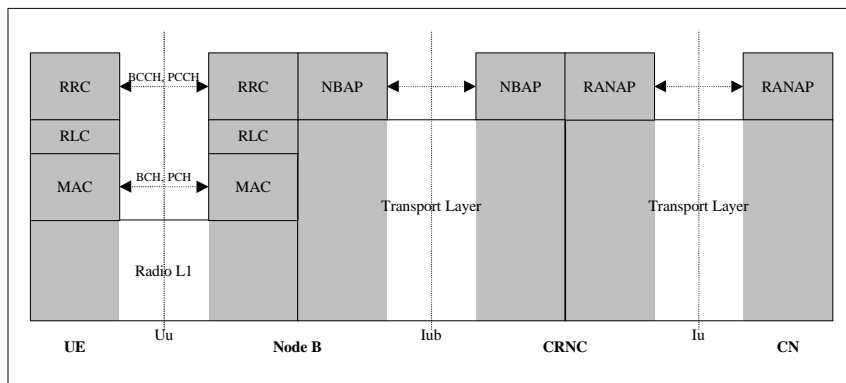 BCCH, PCCH
RRC RRC NBAP NBAP RANAP RANAP
RLC RLC
BCH, PCH
MAC MAC
Transport Layer Transport Layer
Radio L1
Uu Iub Iu
UE Node B CRNC CN